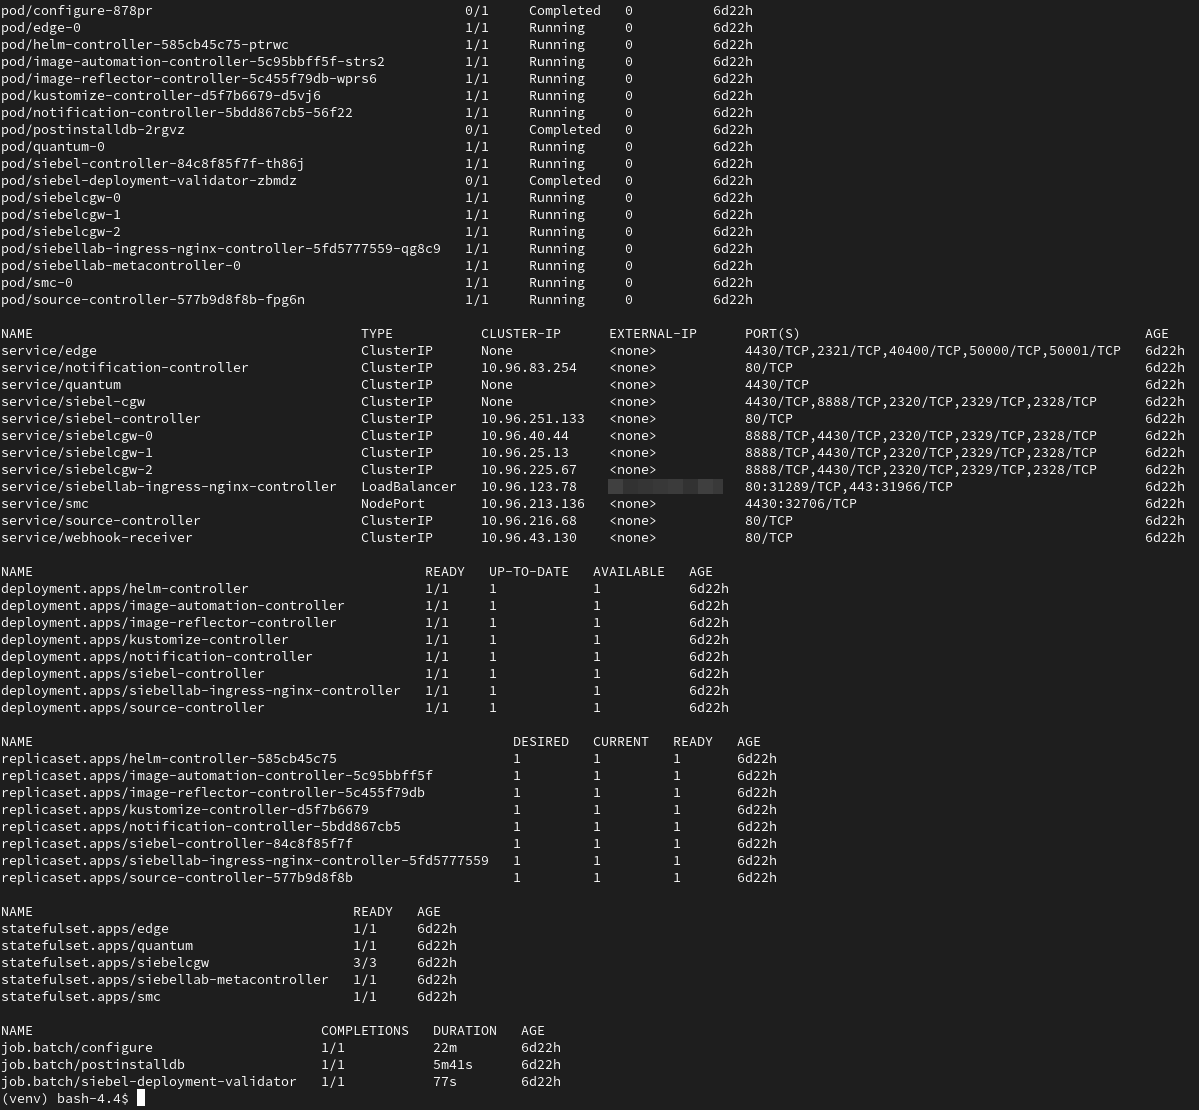 pod/configure-878pr 0/1 Completed 0 6d22h
pod/edge-0 1/1 Running 0 6d22h
pod/helm-controller-585cb45c75-ptrwc 1/1 Running 0 6d22h
pod/image-automation-controller-5c95bbff5f-strs2 1/1 Running 0 6d22h
pod/image-reflector-controller-5c455f79db-wprs6 1/1 Running 0 6d22h
pod/kustomize-controller-d5f7b6679-d5vj6 1/1 Running 0 6d22h
pod/notification-controller-5bdd867cb5-56f22 1/1 Running 0 6d22h
pod/postinstalldb-2rgvz 0/1 Completed 0 6d22h
pod/quantum-0 1/1 Running 0 6d22h
pod/siebel-controller-84c8f85f7f-th86j 1/1 Running 0 6d22h
pod/siebel-deployment-validator-zbmdz 0/1 Completed 0 6d22h
pod/siebelcgw-0 1/1 Running 0 6d22h
pod/siebelcgw-1 1/1 Running 0 6d22h
pod/siebelcgw-2 1/1 Running 0 6d22h
pod/siebellab-ingress-nginx-controller-5fd5777559-qg8c9 1/1 Running 0 6d22h
pod/siebellab-metacontroller-0 1/1 Running 0 6d22h
pod/smc-0 1/1 Running 0 6d22h
pod/source-controller-577b9d8f8b-fpg6n 1/1 Running 0 6d22h
NAME TYPE CLUSTER-IP EXTERNAL-IP PORT(S) AGE
service/edge ClusterIP None <none> 4430/TCP,2321/TCP,40400/TCP,50000/TCP,50001/TCP 6d22h
service/notification-controller ClusterIP 10.96.83.254 <none> 80/TCP 6d22h
service/quantum ClusterIP None <none> 4430/TCP 6d22h
service/siebel-cgw ClusterIP None <none> 4430/TCP,8888/TCP,2320/TCP,2329/TCP,2328/TCP 6d22h
service/siebel-controller ClusterIP 10.96.251.133 <none> 80/TCP 6d22h
service/siebelcgw-0 ClusterIP 10.96.40.44 <none> 8888/TCP,4430/TCP,2320/TCP,2329/TCP,2328/TCP 6d22h
service/siebelcgw-1 ClusterIP 10.96.25.13 <none> 8888/TCP,4430/TCP,2320/TCP,2329/TCP,2328/TCP 6d22h
service/siebelcgw-2 ClusterIP 10.96.225.67 <none> 8888/TCP,4430/TCP,2320/TCP,2329/TCP,2328/TCP 6d22h
service/siebellab-ingress-nginx-controller LoadBalancer 10.96.123.78 80:31289/TCP,443:31966/TCP 6d22h
service/smc NodePort 10.96.213.136 <none> 4430:32706/TCP 6d22h
service/source-controller ClusterIP 10.96.216.68 <none> 80/TCP 6d22h
service/webhook-receiver ClusterIP 10.96.43.130 <none> 80/TCP 6d22h
NAME READY UP-TO-DATE AVAILABLE AGE
deployment.apps/helm-controller 1/1 1 1 6d22h
deployment.apps/image-automation-controller 1/1 1 1 6d22h
deployment.apps/image-reflector-controller 1/1 1 1 6d22h
deployment.apps/kustomize-controller 1/1 1 1 6d22h
deployment.apps/notification-controller 1/1 1 1 6d22h
deployment.apps/siebel-controller 1/1 1 1 6d22h
deployment.apps/siebellab-ingress-nginx-controller 1/1 1 1 6d22h
deployment.apps/source-controller 1/1 1 1 6d22h
NAME DESIRED CURRENT READY AGE
replicaset.apps/helm-controller-585cb45c75 1 1 1 6d22h
replicaset.apps/image-automation-controller-5c95bbff5f 1 1 1 6d22h
replicaset.apps/image-reflector-controller-5c455f79db 1 1 1 6d22h
replicaset.apps/kustomize-controller-d5f7b6679 1 1 1 6d22h
replicaset.apps/notification-controller-5bdd867cb5 1 1 1 6d22h
replicaset.apps/siebel-controller-84c8f85f7f 1 1 1 6d22h
replicaset.apps/siebellab-ingress-nginx-controller-5fd5777559 1 1 1 6d22h
replicaset.apps/source-controller-577b9d8f8b 1 1 1 6d22h
NAME READY AGE
statefulset.apps/edge 1/1 6d22h
statefulset.apps/quantum 1/1 6d22h
statefulset.apps/siebelcgw 3/3 6d22h
statefulset.apps/siebellab-metacontroller 1/1 6d22h
statefulset.apps/smc 1/1 6d22h
NAME COMPLETIONS DURATION AGE
job.batch/configure 1/1 22m 6d22h
job.batch/postinstalldb 1/1 5m41s 6d22h
job.batch/siebel-deployment-validator 1/1 77s 6d22h
(venv) bash-4.4$